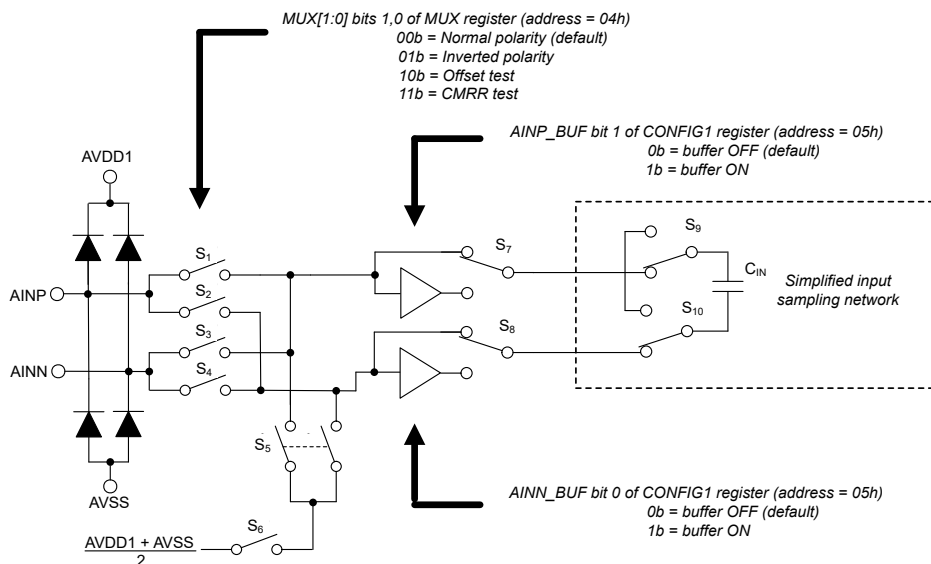 MUX[1:0] bits 1,0 of MUX register (address = 04h)
00b = Normal polarity (default)
01b = Inverted polarity
10b = Offset test
11b = CMRR test
AINP_BUF bit 1 of CONFIG1 register (address = 05h)
0b = buffer OFF (default)
1b = buffer ON
AVDD1
S1
S7
S9
CIN
Simplified input
sampling network
AINP
S2
S10
S3
S8
AINN
S4
S5
AVSS
AINN_BUF bit 0 of CONFIG1 register (address = 05h)
0b = buffer OFF (default)
1b = buffer ON
S6
AVDD1 + AVSS
2